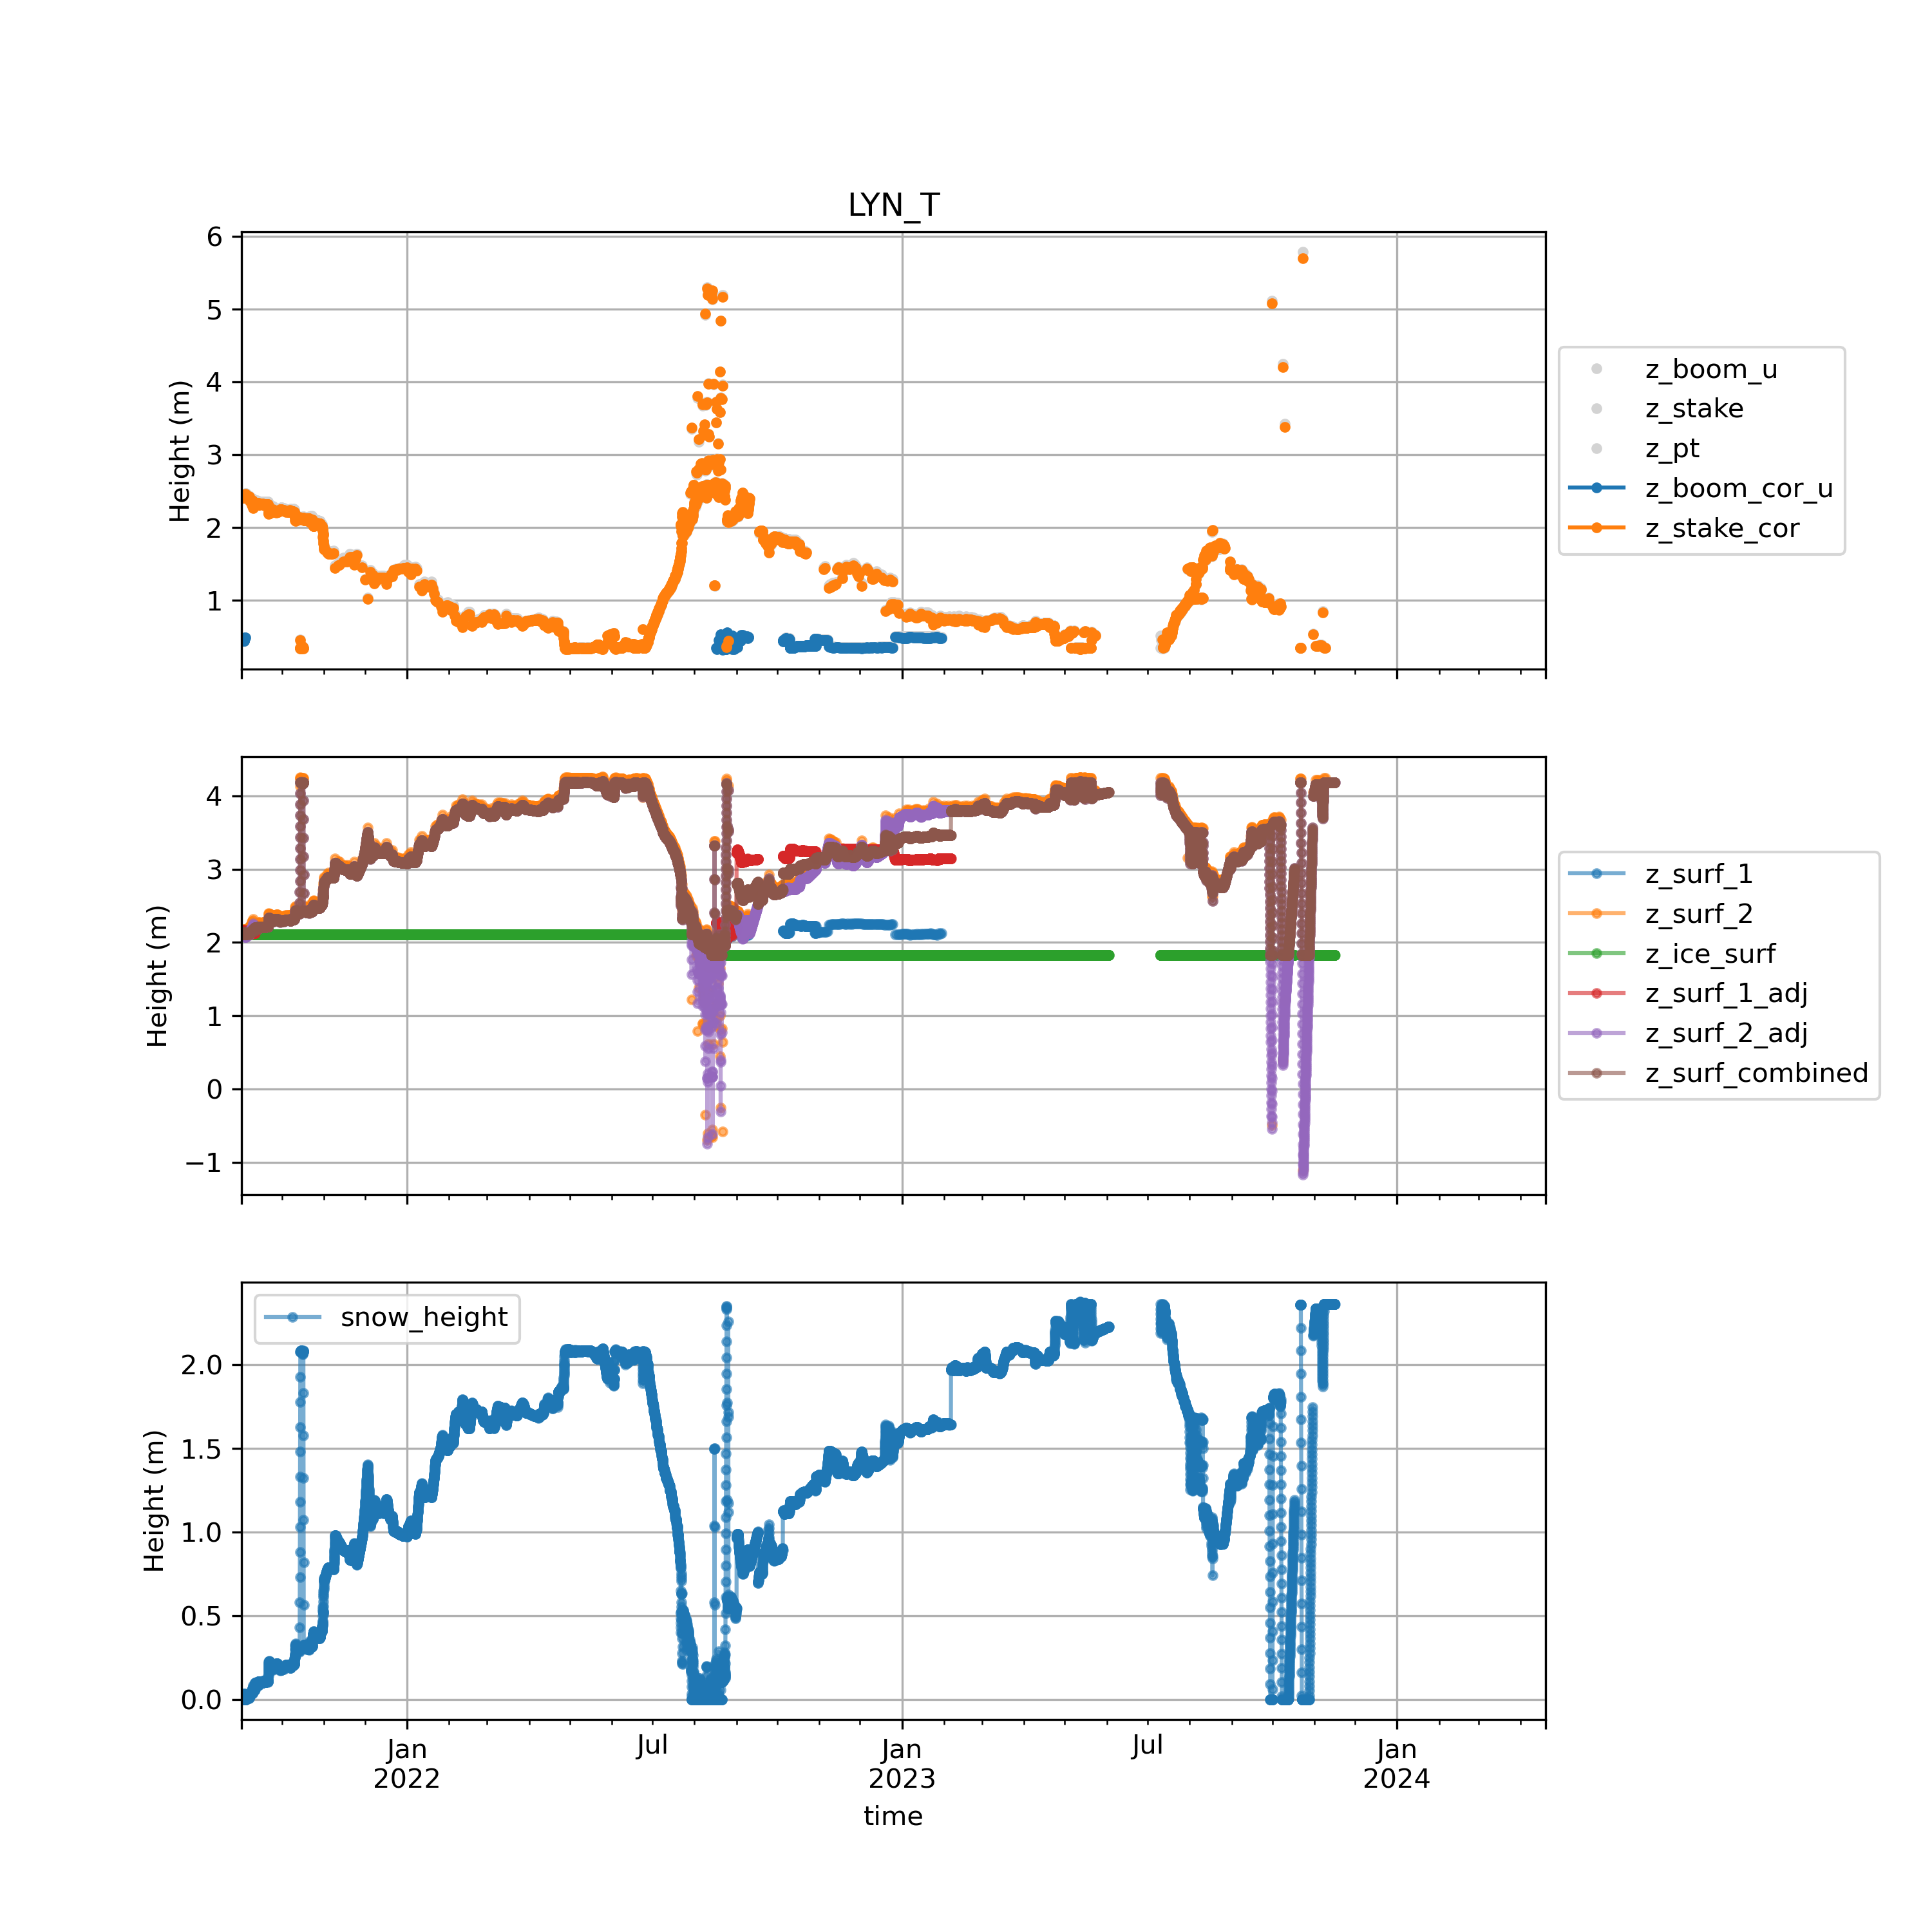 LYN_T
6
5
4
3
2
1
Height (m)
z_boom_u
z_stake
z_pt
z_boom_cor_u
z_stake_cor
4
3
2
1
0
−1
Height (m)
z_surf_1
z_surf_2
z_ice_surf
z_surf_1_adj
z_surf_2_adj
z_surf_combined
snow_height
2.0
1.5
1.0
0.5
0.0
Height (m)
Jan Jul Jan Jul Jan
2022 2023 2024
time